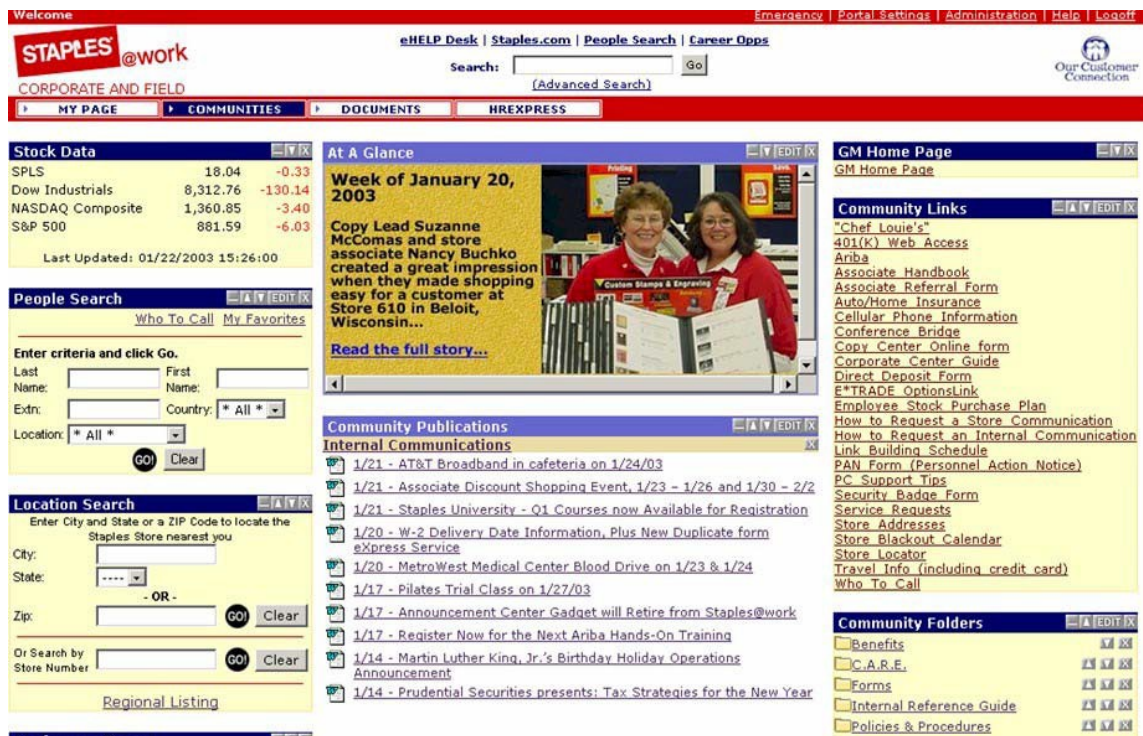 Welcome
Emergency | Portal Settings | Administration | Help | Logoff
STAPLES @work
CORPORATE AND FIELD
eHELP Desk | Staples.com | People Search | Career Opps
Search:
Go
(Advanced Search)
Our Customer
Connection
MY PAGE
COMMUNITIES
DOCUMENTS
HREXPRESS
Stock Data
SPLS 18.04 -0.33
Dow Industrials 8,312.76 -130.14
NASDAQ Composite 1,360.85 -3.40
S&P 500 881.59 -6.03
Last Updated: 01/22/2003 15:26:00
People Search EDIT
Who To Call My Favorites
Enter criteria and click Go.
Last Name:
First Name:
Extn:
Country: * All *
Location: * All *
GO! Clear
Location Search
Enter City and State or a ZIP Code to locate the
Staples Store nearest you
City:
State: ----
- OR -
Zip: GO! Clear
Or Search by
Store Number GO! Clear
Regional Listing
At A Glance EDIT
Week of January 20,
2003
Copy Lead Suzanne
McComas and store
associate Nancy Buchko
created a great impression
when they made shopping
easy for a customer at
Store 610 in Beloit,
Wisconsin...
Read the full story...
Printing
Save.
Custom Stamps & Engraving
Community Publications EDIT
Internal Communications
1/21 - AT&T Broadband in cafeteria on 1/24/03
1/21 - Associate Discount Shopping Event, 1/23 - 1/26 and 1/30 - 2/2
1/21 - Staples University - Q1 Courses now Available for Registration
1/20 - W-2 Delivery Date Information, Plus New Duplicate form
eXpress Service
1/20 - MetroWest Medical Center Blood Drive on 1/23 & 1/24
1/17 - Pilates Trial Class on 1/27/03
1/17 - Announcement Center Gadget will Retire from Staples@work
1/17 - Register Now for the Next Ariba Hands-On Training
1/14 - Martin Luther King, Jr.'s Birthday Holiday Operations
Announcement
1/14 - Prudential Securities presents: Tax Strategies for the New Year
GM Home Page
GM Home Page
Community Links EDIT
"Chef Louie's"
401(K) Web Access
Ariba
Associate Handbook
Associate Referral Form
Auto/Home Insurance
Cellular Phone Information
Conference Bridge
Copy Center Online form
Corporate Center Guide
Direct Deposit Form
E*TRADE OptionsLink
Employee Stock Purchase Plan
How to Request a Store Communication
How to Request an Internal Communication
Link Building Schedule
PAN Form (Personnel Action Notice)
PC Support Tips
Security Badge Form
Service Requests
Store Addresses
Store Blackout Calendar
Store Locator
Travel Info (including credit card)
Who To Call
Community Folders EDIT
Benefits
C.A.R.E.
Forms
Internal Reference Guide
Policies & Procedures